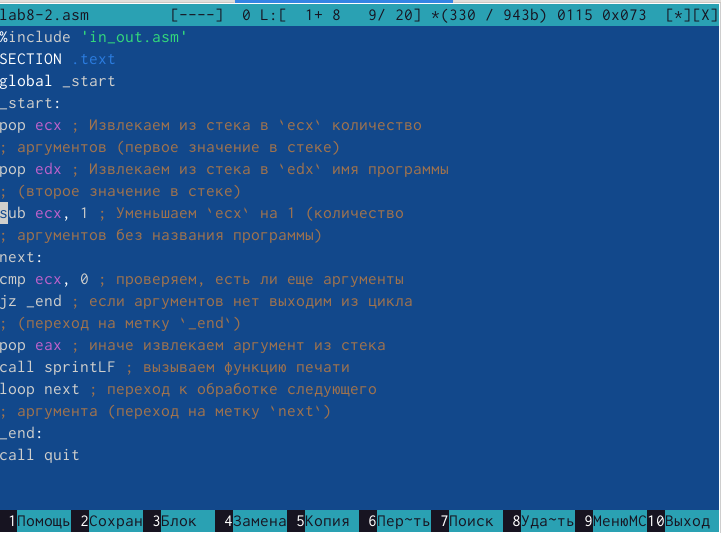 lab8-2.asm [----] 0 L:[ 1+ 8 9/ 20] *(330 / 943b) 0115 0x073 [*][X]
%include 'in_out.asm'
SECTION .text
global _start
_start:
pop ecx ; Извлекаем из стека в `ecx` количество
; аргументов (первое значение в стеке)
pop edx ; Извлекаем из стека в `edx` имя программы
; (второе значение в стеке)
sub ecx, 1 ; Уменьшаем `ecx` на 1 (количество
; аргументов без названия программы)
next:
cmp ecx, 0 ; проверяем, есть ли еще аргументы
jz _end ; если аргументов нет выходим из цикла
; (переход на метку `_end`)
pop eax ; иначе извлекаем аргумент из стека
call sprintLF ; вызываем функцию печати
loop next ; переход к обработке следующего
; аргумента (переход на метку `next`)
_end:
call quit
1Помощь 2Сохран 3Блок 4Замена 5Копия 6Пер~ть 7Поиск 8Уда~ть 9МенюMC 10Выход